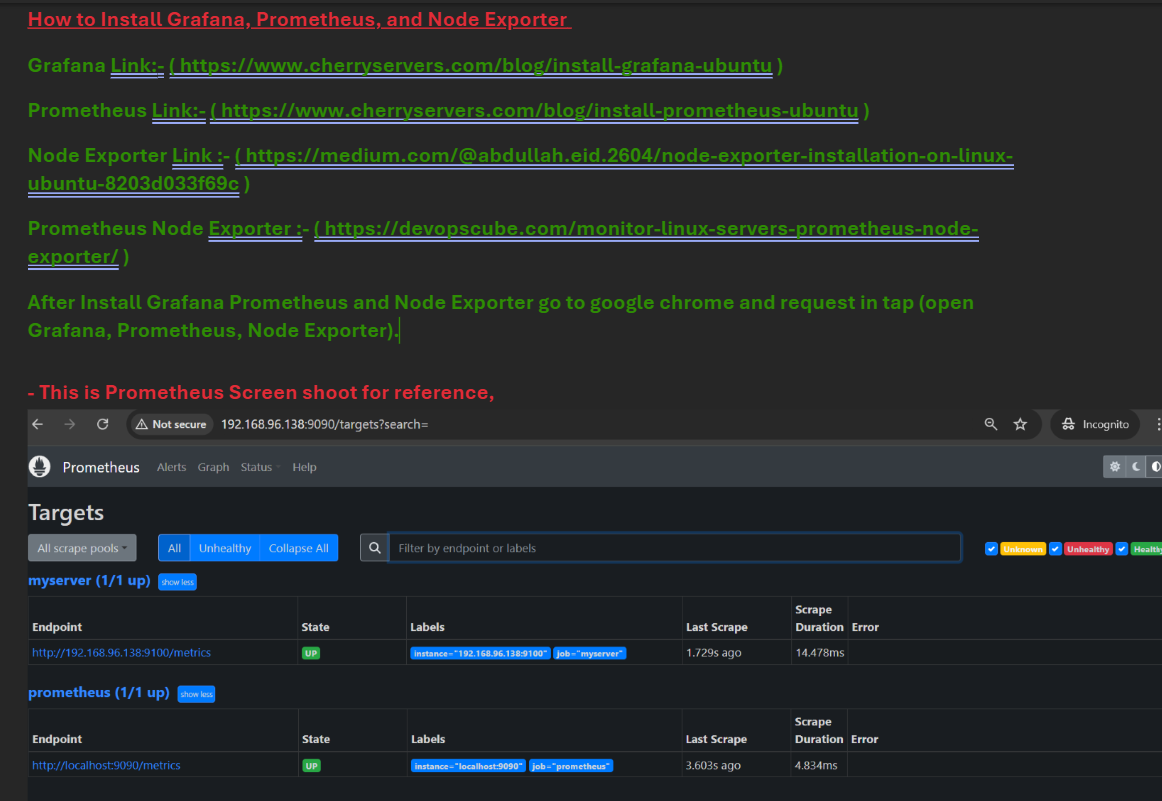 How to Install Grafana, Prometheus, and Node Exporter
Grafana Link:- ( https://www.cherryservers.com/blog/install-grafana-ubuntu )
Prometheus Link:- ( https://www.cherryservers.com/blog/install-prometheus-ubuntu )
Node Exporter Link :- ( https://medium.com/@abdullah.eid.2604/node-exporter-installation-on-linux-
ubuntu-8203d033f69c )
Prometheus Node Exporter :- ( https://devopscube.com/monitor-linux-servers-prometheus-node-
exporter/ )
After Install Grafana Prometheus and Node Exporter go to google chrome and request in tap (open
Grafana, Prometheus, Node Exporter).
- This is Prometheus Screen shoot for reference,
Not secure 192.168.96.138:9090/targets?search= Incognito
Prometheus Alerts Graph Status Help
Targets
All scrape pools All Unhealthy Collapse All Filter by endpoint or labels Unknown Unhealthy Healthy
myserver (1/1 up) show less
Scrape
Endpoint State Labels Last Scrape Duration Error
http://192.168.96.138:9100/metrics UP instance="192.168.96.138:9100" job="myserver" 1.729s ago 14.478ms
prometheus (1/1 up) show less
Scrape
Endpoint State Labels Last Scrape Duration Error
http://localhost:9090/metrics UP instance="localhost:9090" job="prometheus" 3.603s ago 4.834ms